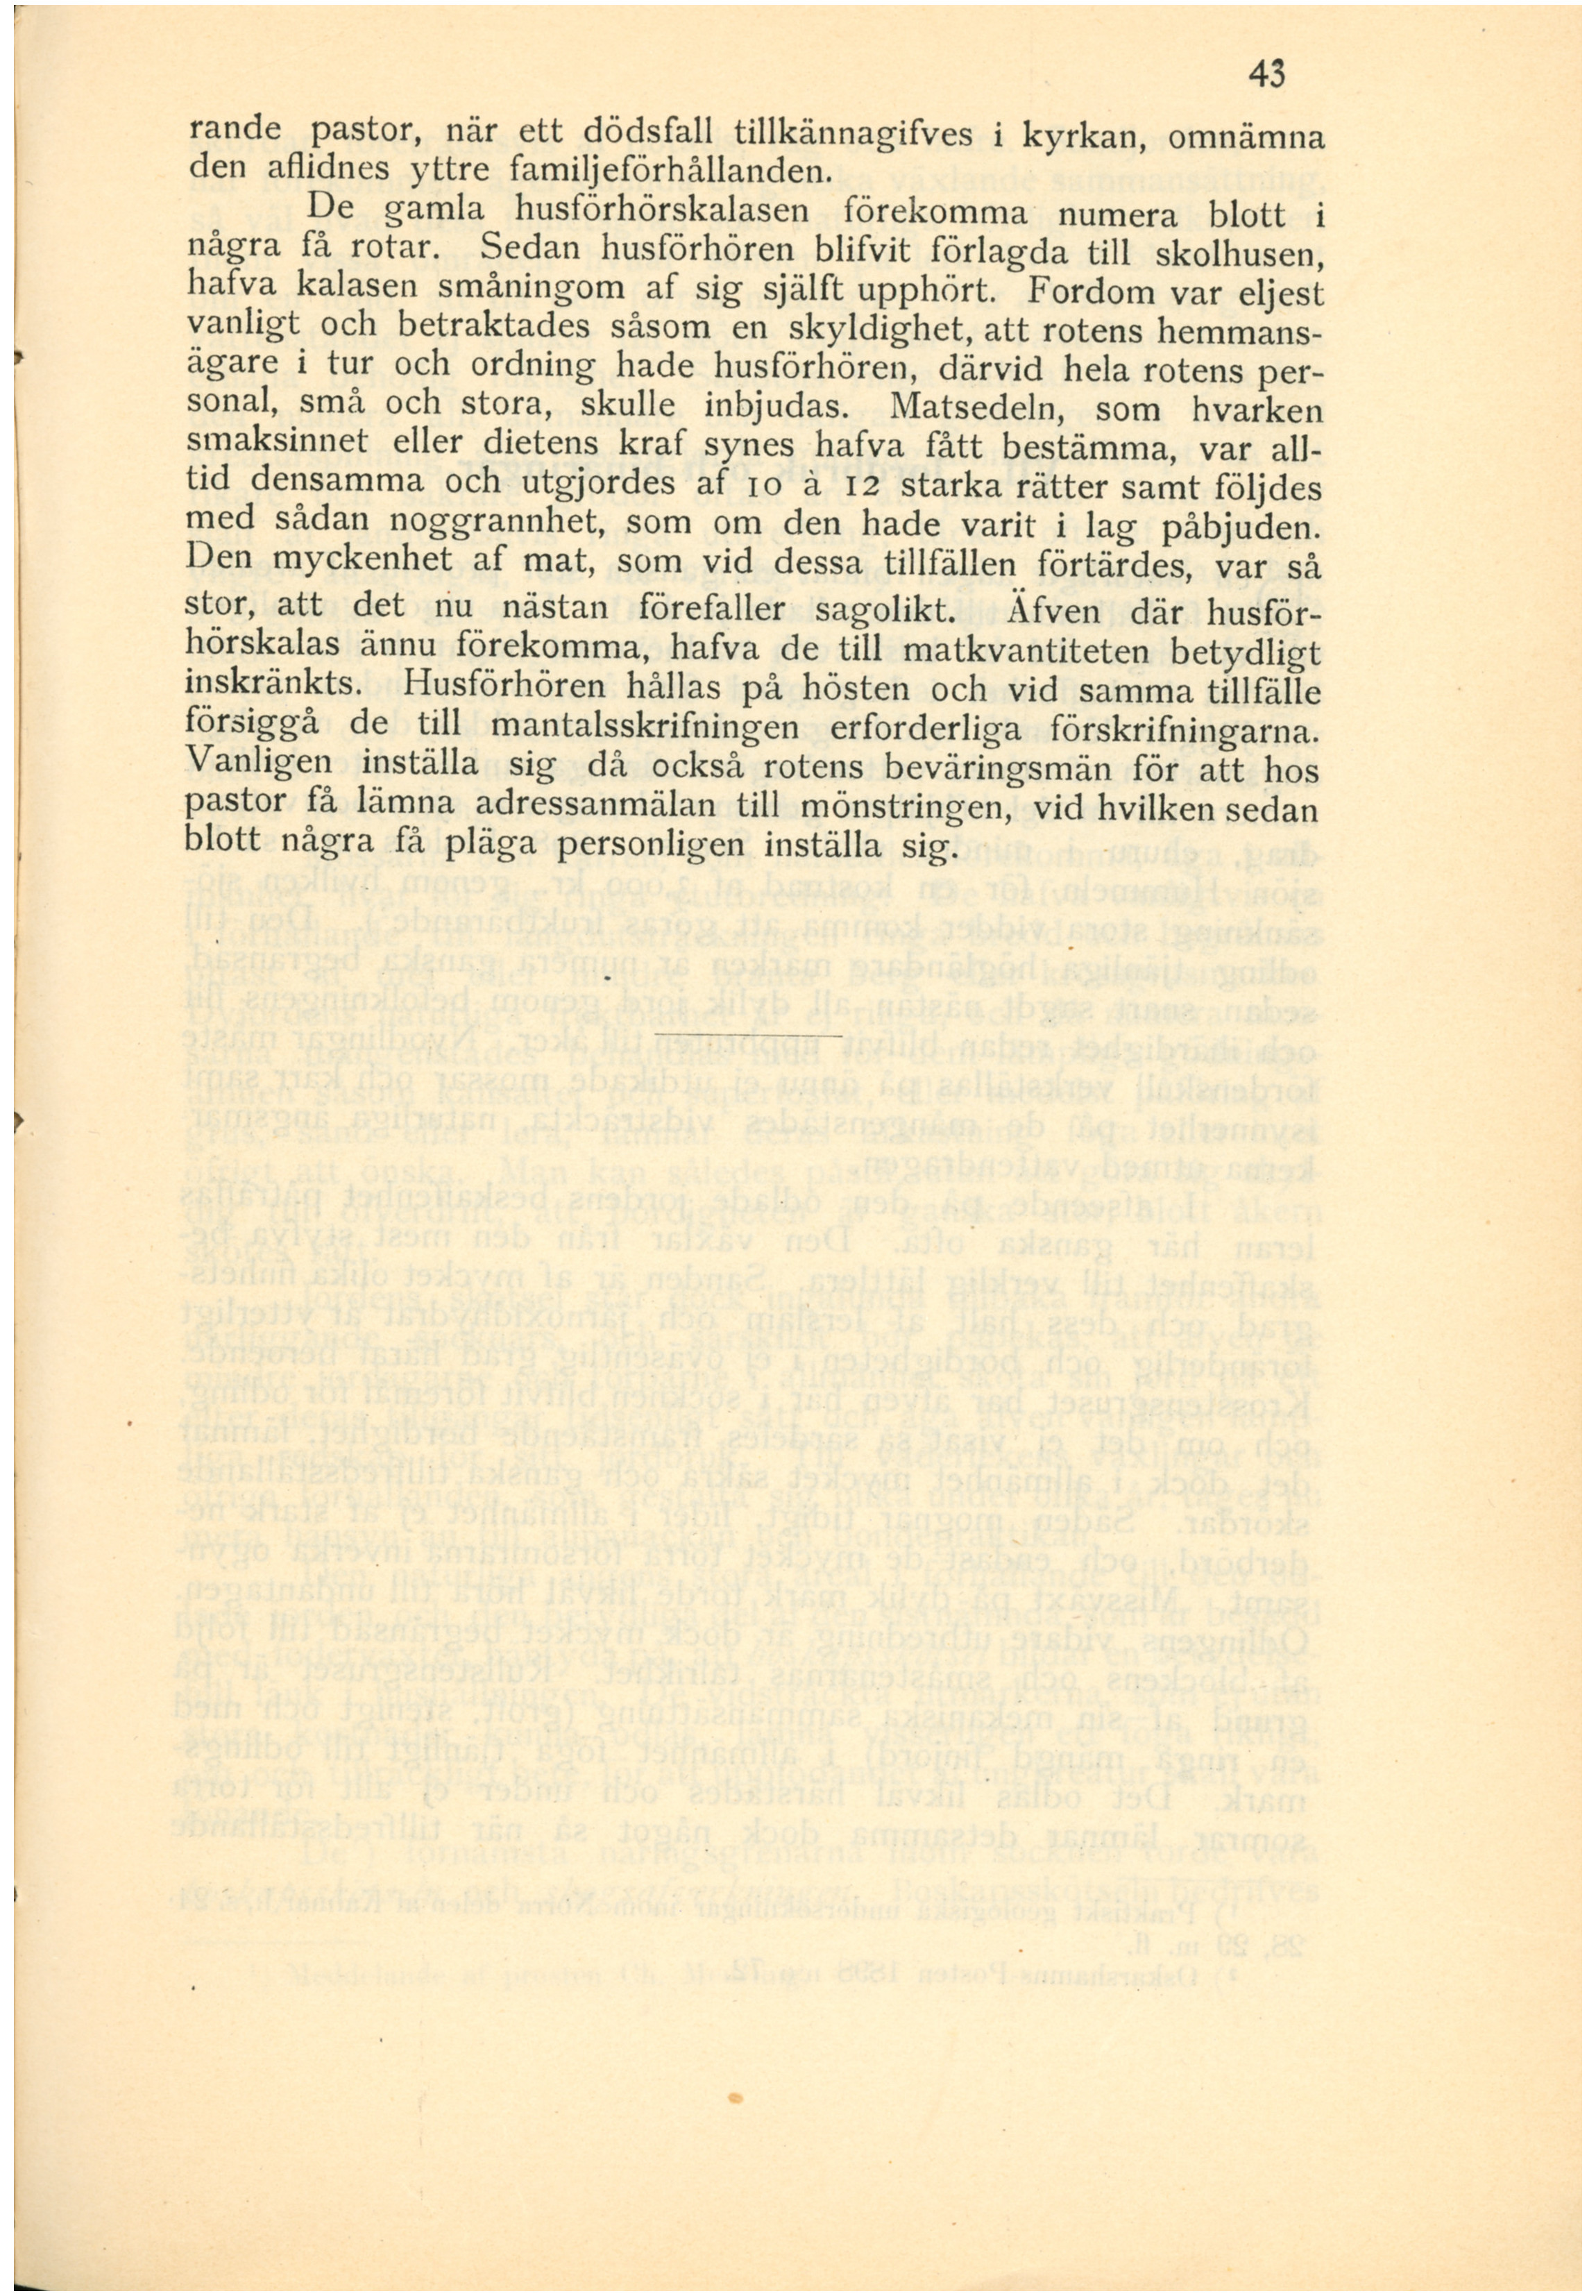 43
rande pastor, när ett dödsfall tillkännagifves i kyrkan, omnämna
den aflidnes yttre familjeförhållanden.
De gamla husförhörskalasen förekomma numera blott i
några få rotar. Sedan husförhören blifvit förlagda till skolhusen,
hafva kalasen småningom af sig själft upphört. Fordom var eljest
vanligt och betraktades såsom en skyldighet, att rotens hemmans-
ägare i tur och ordning hade husförhören, därvid hela rotens per-
sonal, små och stora, skulle inbjudas. Matsedeln, som hvarken
smaksinnet eller dietens kraf synes hafva fått bestämma, var all-
tid densamma och utgjordes af 10 à 12 starka rätter samt följdes
med sådan noggrannhet, som om den hade varit i lag påbjuden.
Den myckenhet af mat, som vid dessa tillfällen förtärdes, var så
stor, att det nu nästan förefaller sagolikt. Äfven där husför-
hörskalas ännu förekomma, hafva de till matkvantiteten betydligt
inskränkts. Husförhören hållas på hösten och vid samma tillfälle
försiggå de till mantalsskrifningen erforderliga förskrifningarna.
Vanligen inställa sig då också rotens beväringsmän för att hos
pastor få lämna adressanmälan till mönstringen, vid hvilken sedan
blott några få pläga personligen inställa sig.